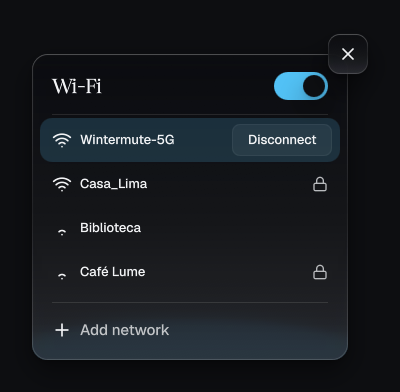 Wi-Fi
Wintermute-5G Disconnect
Casa_Lima
Biblioteca
Café Lume
Add network